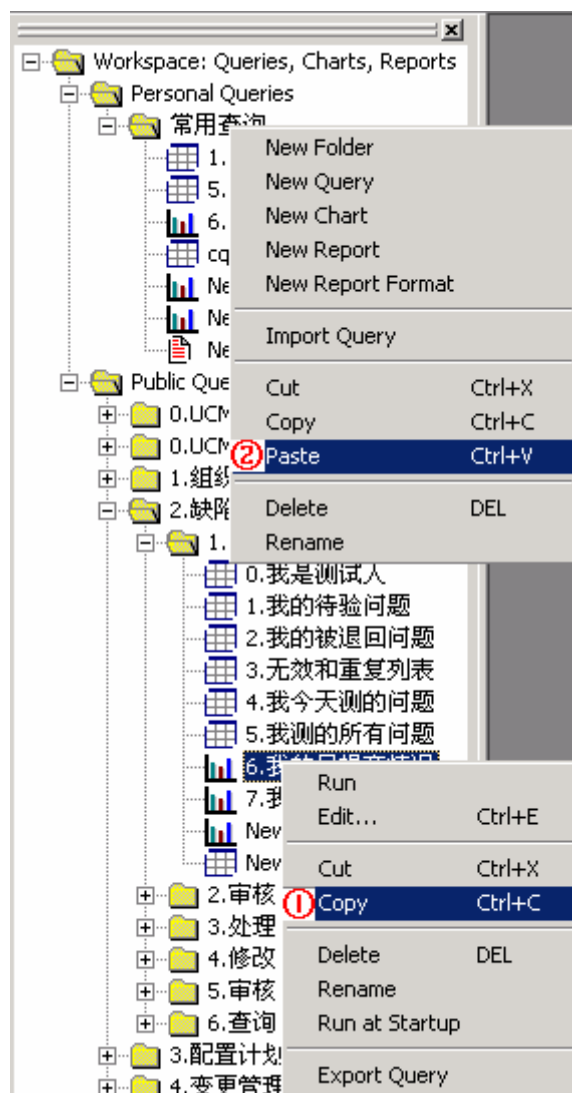 Workspace: Queries, Charts, Reports
Personal Queries
常用查询
1.
5.
6.
cq
Ne
Ne
Ne
New Folder
New Query
New Chart
New Report
New Report Format
Import Query
Cut Ctrl+X
Copy Ctrl+C
② Paste Ctrl+V
Delete DEL
Rename
Public Que
0.UCM
0.UCM
1.组织
2.缺陷
1.
0.我是测试人
1.我的待验问题
2.我的被退回问题
3.无效和重复列表
4.我今天测的问题
5.我测的所有问题
6.我的
7.我
New
New
Run
Edit... Ctrl+E
Cut Ctrl+X
① Copy Ctrl+C
Delete DEL
Rename
Run at Startup
Export Query
2.审核
3.处理
4.修改
5.审核
6.查询
3.配置计划
4.变更管理